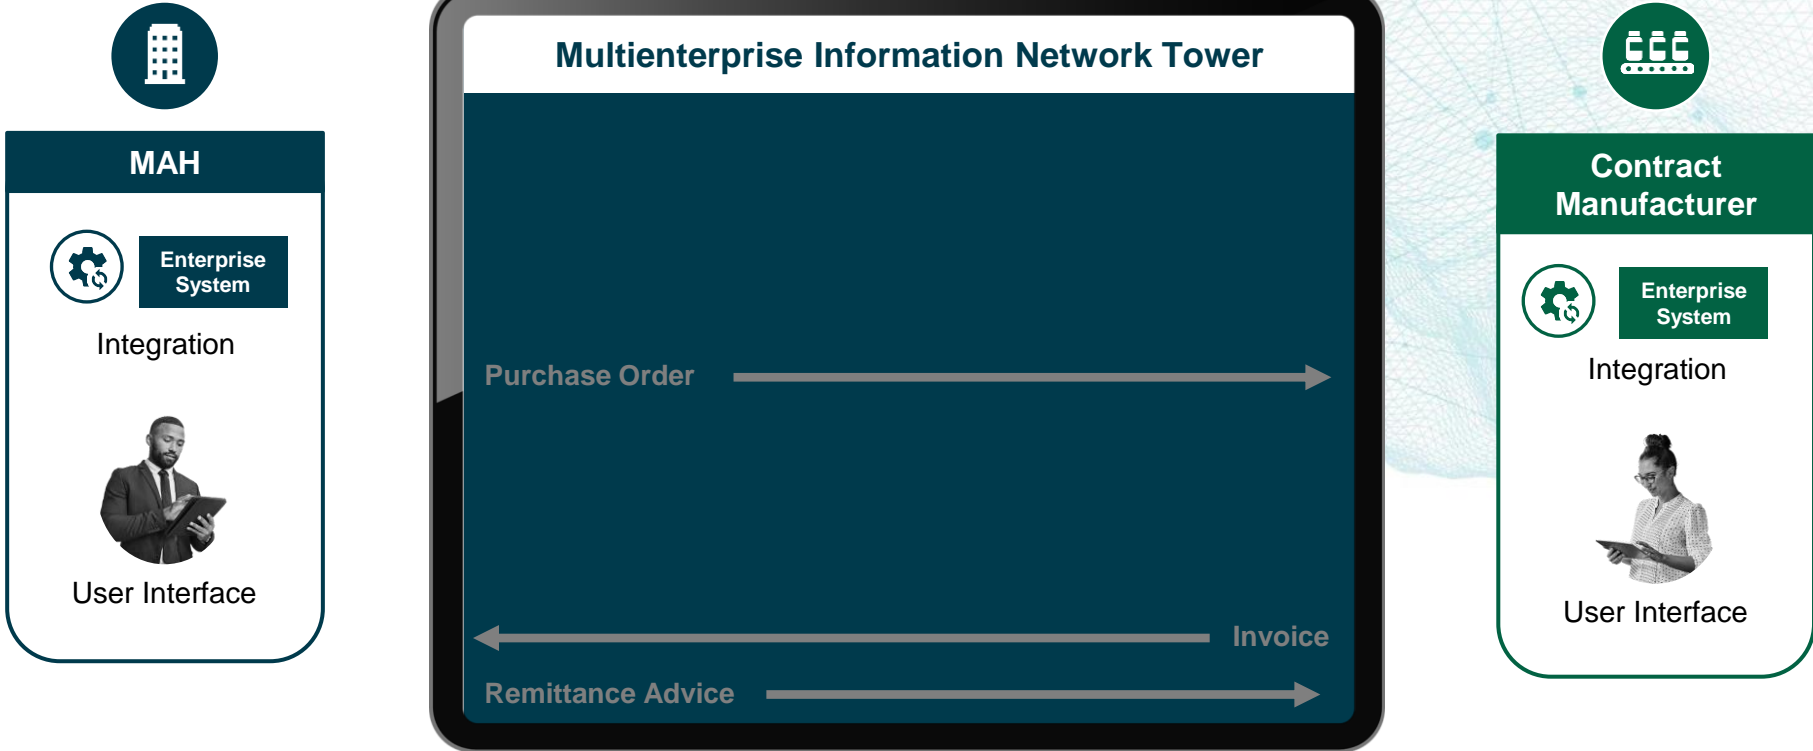 Multienterprise Information Network Tower
MAH
Enterprise
System
Integration
User Interface
Purchase Order
Invoice
Remittance Advice
Contract
Manufacturer
Enterprise
System
Integration
User Interface